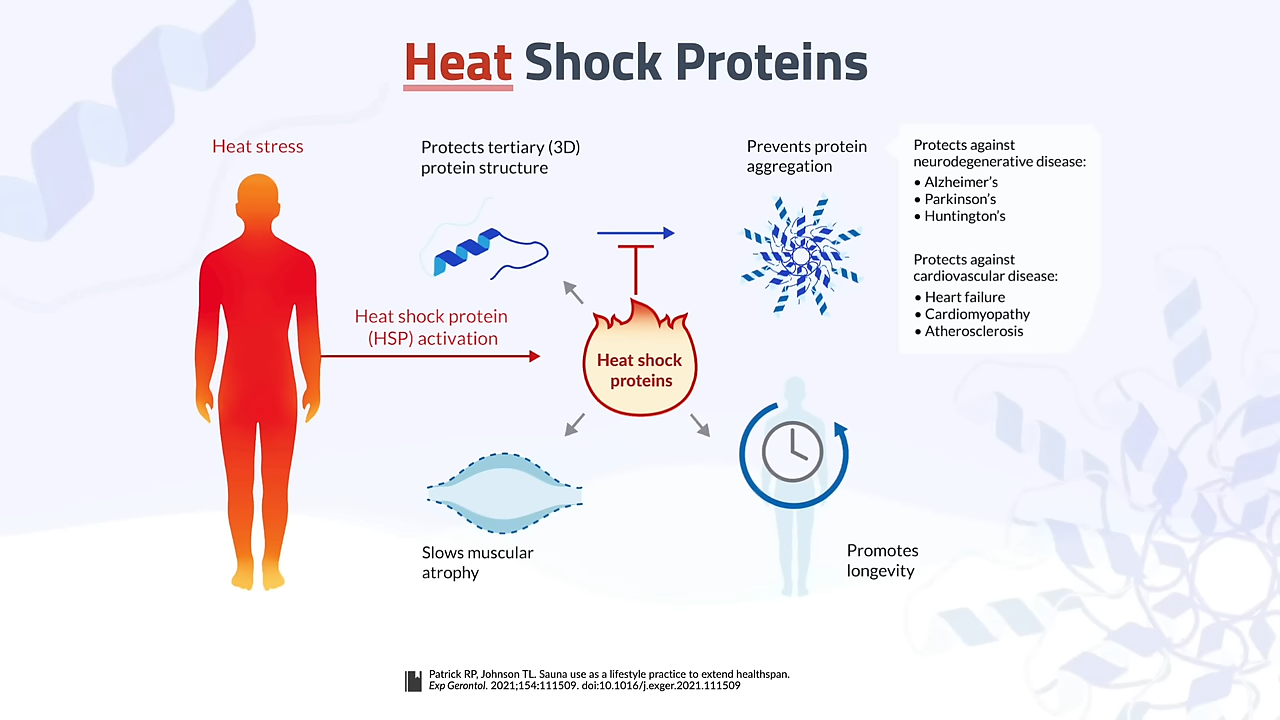 Heat Shock Proteins
Heat stress
Protects tertiary (3D)
protein structure
Prevents protein
aggregation
Protects against
neurodegenerative disease:
• Alzheimer's
• Parkinson's
• Huntington's
Protects against
cardiovascular disease:
• Heart failure
• Cardiomyopathy
• Atherosclerosis
Heat shock protein
(HSP) activation
Heat shock
proteins
Slows muscular
atrophy
Promotes
longevity
Patrick RP, Johnson TL. Sauna use as a lifestyle practice to extend healthspan.
Exp Gerontol. 2021;154:111509. doi:10.1016/j.exger.2021.111509